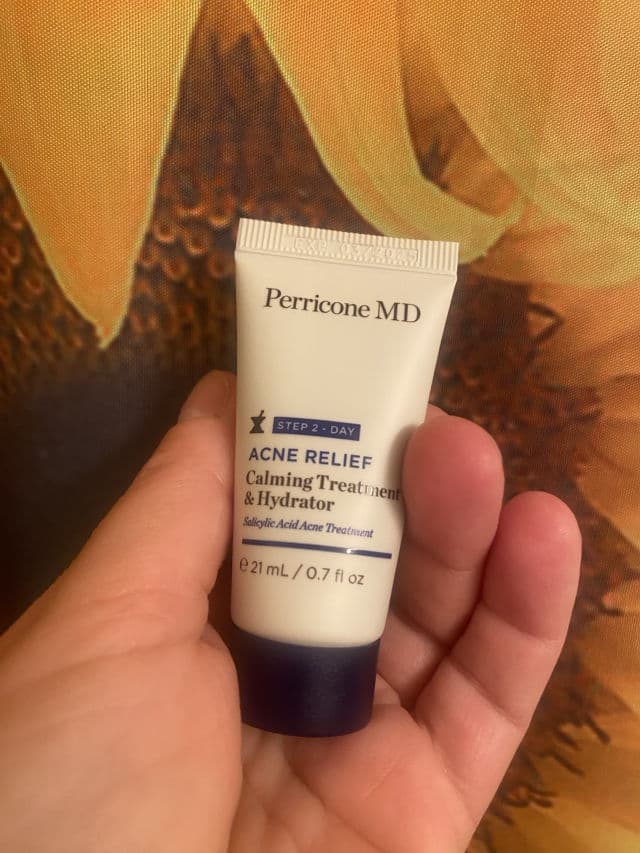 EXP
Perricone MD
STEP 2 - DAY
ACNE RELIEF
Calming Treatment
& Hydrator
Salicylic Acid Acne Treatment
℮ 21 mL / 0.7 fl oz